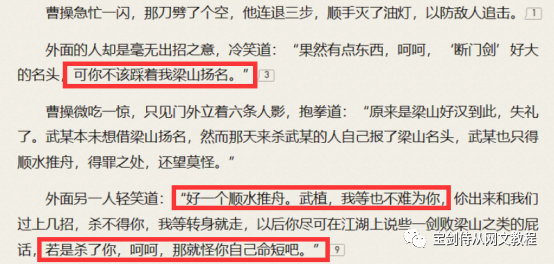 曹操急忙一闪，那刀劈了个空，他连退三步，顺手灭了油灯，以防敌人追击。 1
外面的人却是毫无出招之意，冷笑道：“果然有点东西，呵呵，‘断门剑’好大
的名头，可你不该踩着我梁山扬名。” 3
曹操微吃一惊，只见门外立着六条人影，抱拳道：“原来是梁山好汉到此，失礼
了。武某本未想借梁山扬名，然而那天来杀武某的人自己报了梁山名头，武某也只得
顺水推舟，得罪之处，还望莫怪。”
外面另一人轻笑道：“好一个顺水推舟。武植，我等也不难为你，你出来和我们
过上几招，杀不得你，我等转身就走，以后你尽可在江湖上说些一剑败梁山之类的屁
话，若是杀了你，呵呵，那就怪你自己命短吧。” 9
宝剑侍从网文教程